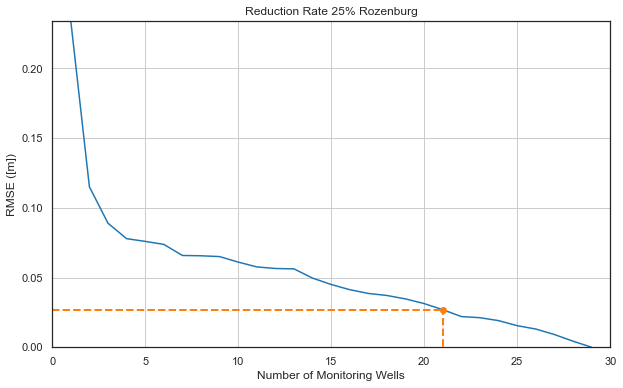 Reduction Rate 25% Rozenburg
RMSE ([m])
0.20
0.15
0.10
0.05
0.00
0 5 10 15 20 25 30
Number of Monitoring Wells